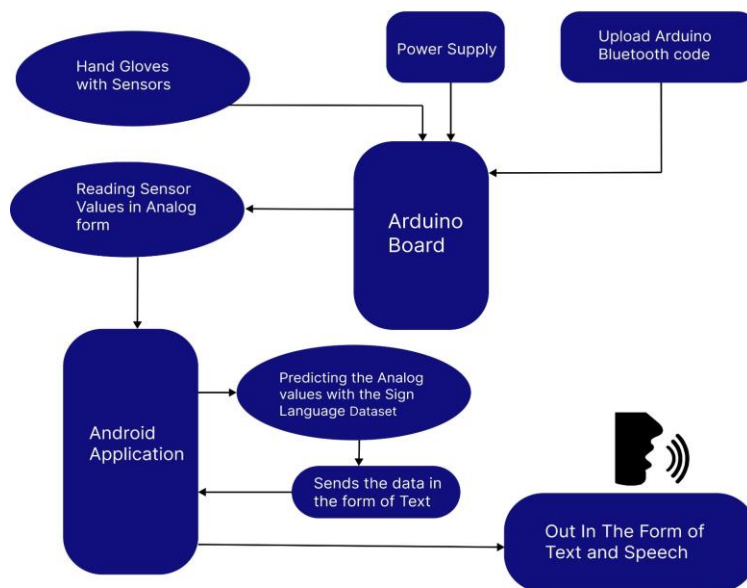 Power Supply
Upload Arduino
Bluetooth code
Hand Gloves
with Sensors
Reading Sensor
Values in Analog
form
Arduino
Board
Predicting the Analog
values with the Sign
Language Dataset
Android
Application
Sends the data in
the form of Text
Out In The Form of
Text and Speech